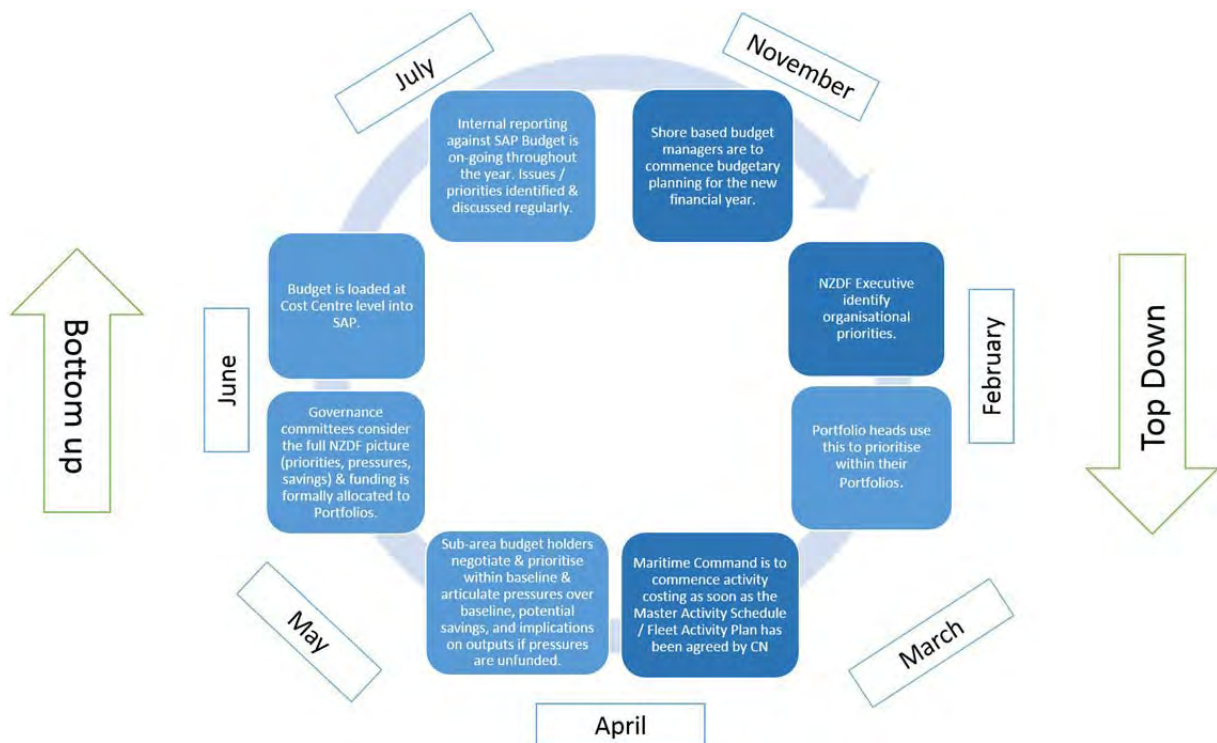 July
November
Internal reporting
against SAP Budget is
on-going throughout
the year. Issues /
priorities identified &
discussed regularly.
Shore based budget
managers are to
commence budgetary
planning for the new
financial year.
Budget is loaded at
Cost Centre level into
SAP.
NZDF Executive
identify
organisational
priorities.
Bottom up
June
February
Top Down
Governance
committees consider
the full NZDF picture
(priorities, pressures,
savings) & funding is
formally allocated to
Portfolios.
Portfolio heads use
this to prioritise
within their
Portfolios.
Sub-area budget holders
negotiate & prioritise
within baseline &
articulate pressures over
baseline, potential
savings, and implications
on outputs if pressures
are unfunded.
Maritime Command is to
commence activity
costing as soon as the
Master Activity Schedule
/ Fleet Activity Plan has
been agreed by CN
May
March
April